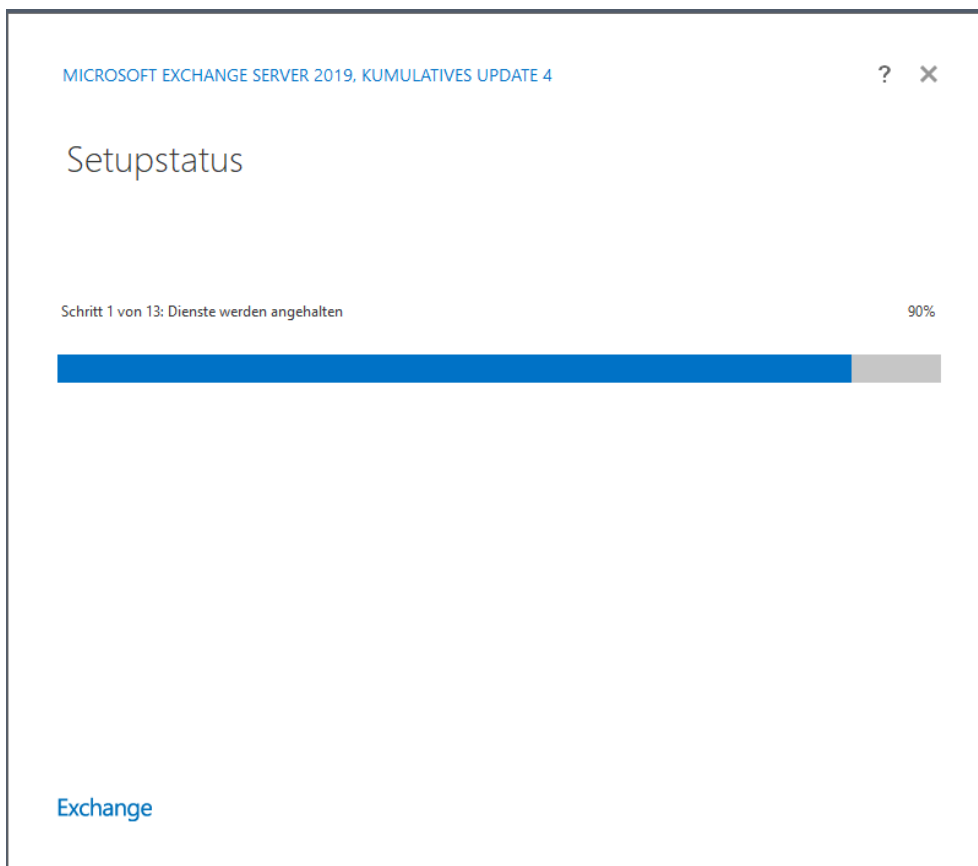 MICROSOFT EXCHANGE SERVER 2019, KUMULATIVES UPDATE 4 ? ✕
Setupstatus
Schritt 1 von 13: Dienste werden angehalten 90%
Exchange